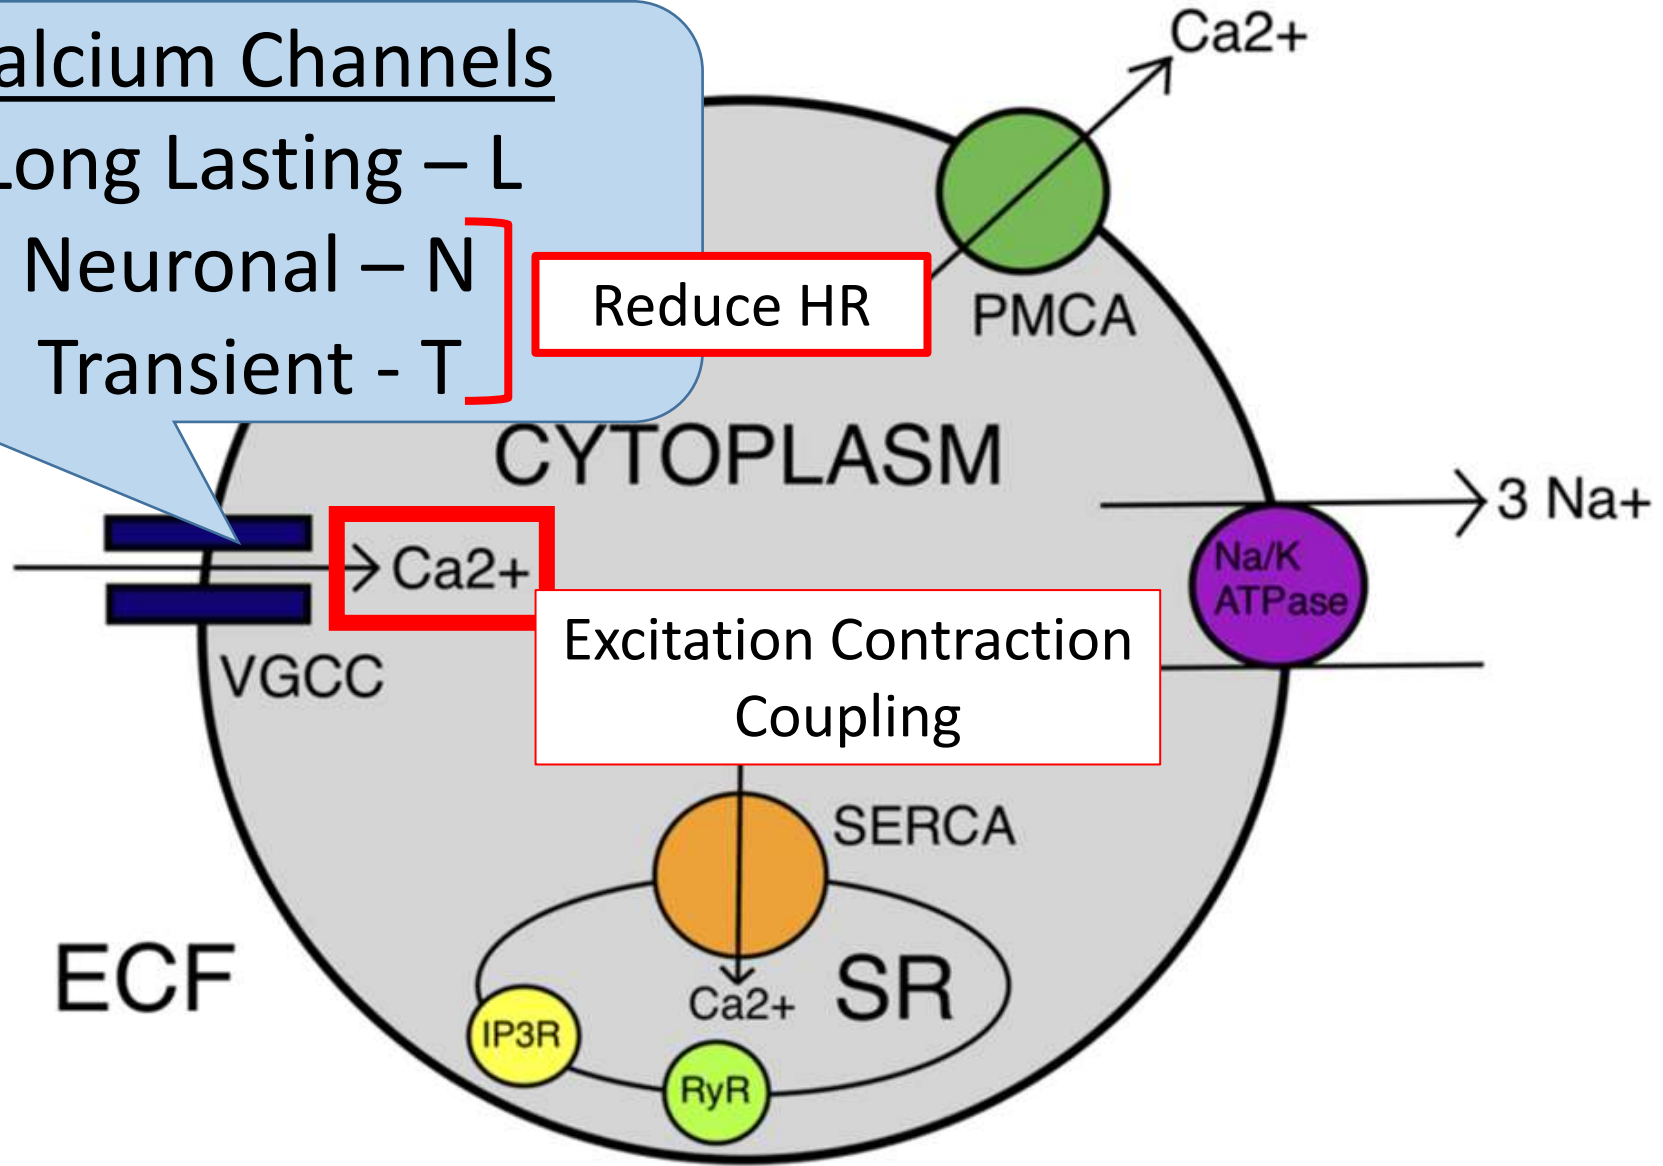 alcium Channels
Long Lasting – L
Neuronal – N
Transient - T
Reduce HR
Ca2+
PMCA
CYTOPLASM
3 Na+
Na/K
ATPase
Ca2+
VGCC
Excitation Contraction
Coupling
SERCA
ECF
SR
Ca2+
IP3R
RyR